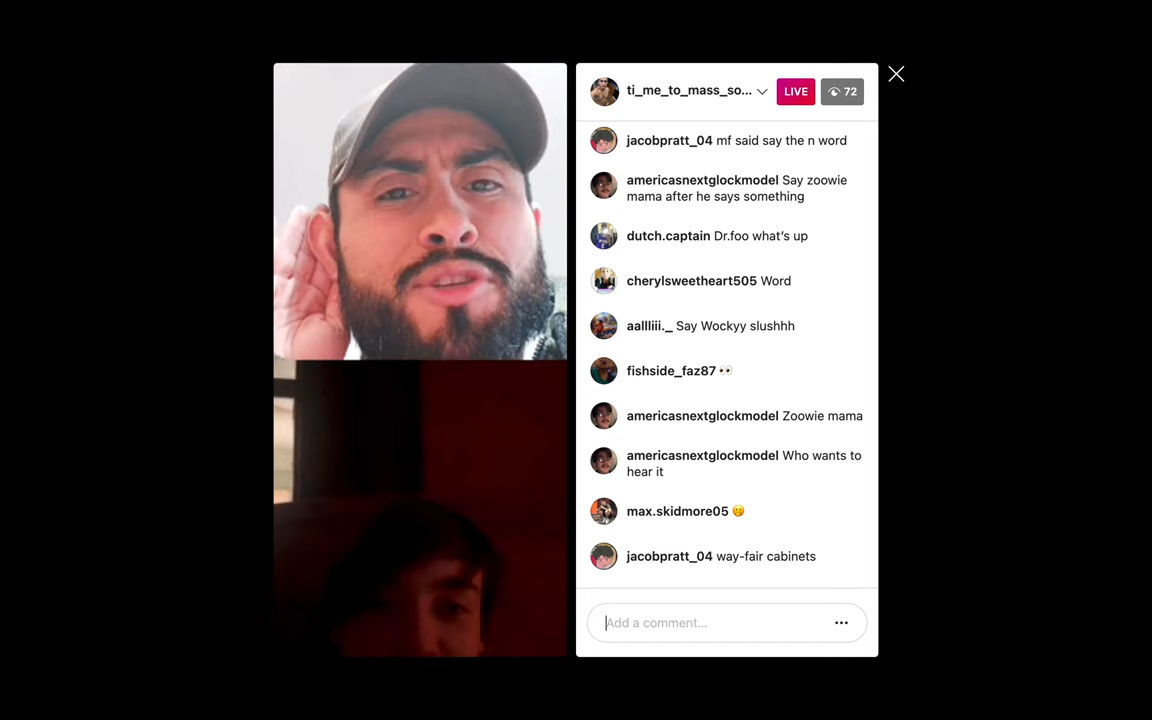 ti_me_to_mass_so...
LIVE
72
jacobpratt_04 mf said say the n word
americasnextglockmodel Say zoowie
mama after he says something
dutch.captain Dr.foo what's up
cherylsweetheart505 Word
aallliii._ Say Wockyy slushhh
fishside_faz87 👀
americasnextglockmodel Zoowie mama
americasnextglockmodel Who wants to
hear it
max.skidmore05 🤭
jacobpratt_04 way-fair cabinets
Add a comment...